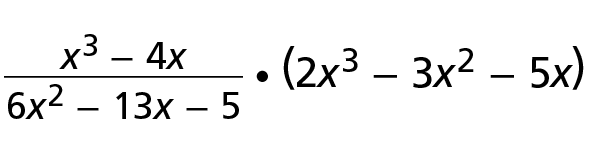 x³ − 4x
6x² − 13x − 5 • (2x³ − 3x² − 5x)